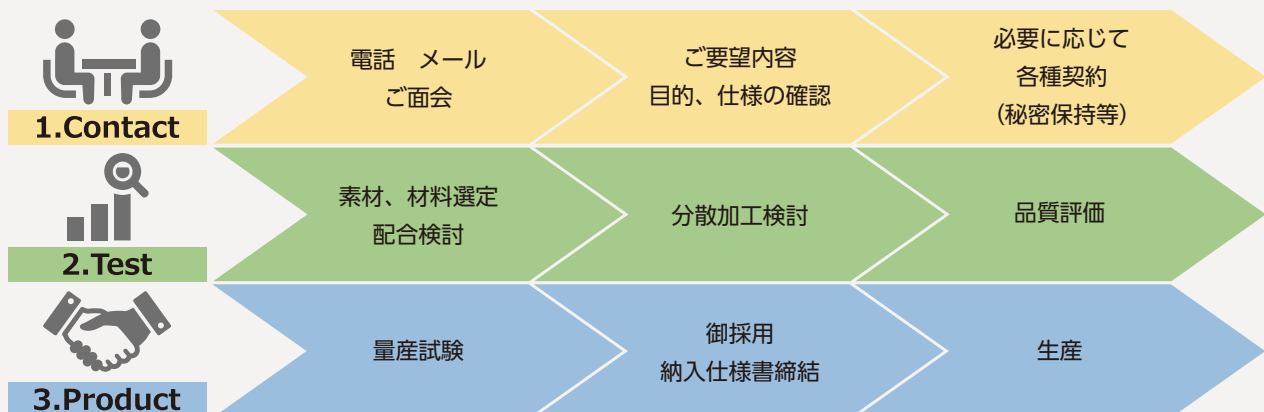 1.Contact
電話　メール
ご面会
ご要望内容
目的、仕様の確認
必要に応じて
各種契約
(秘密保持等)
2.Test
素材、材料選定
配合検討
分散加工検討
品質評価
3.Product
量産試験
御採用
納入仕様書締結
生産